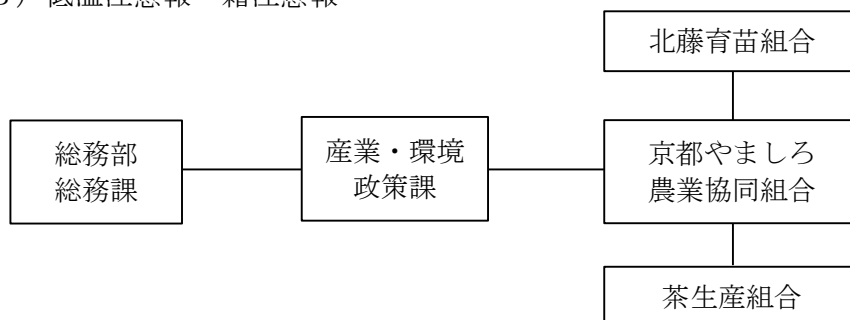 北藤育苗組合
総務部
総務課
産業・環境
政策課
京都やましろ
農業協同組合
茶生産組合